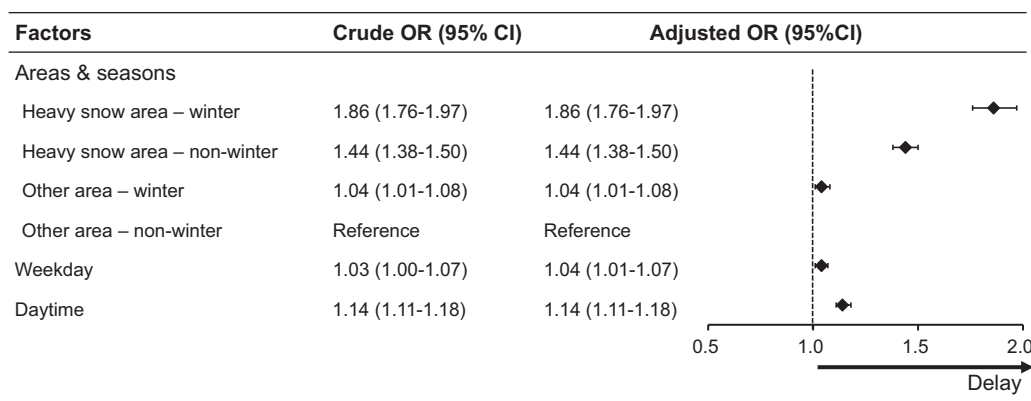 Factors Crude OR (95% CI) Adjusted OR (95%CI)
Areas & seasons
Heavy snow area – winter 1.86 (1.76-1.97) 1.86 (1.76-1.97)
Heavy snow area – non-winter 1.44 (1.38-1.50) 1.44 (1.38-1.50)
Other area – winter 1.04 (1.01-1.08) 1.04 (1.01-1.08)
Other area – non-winter Reference Reference
Weekday 1.03 (1.00-1.07) 1.04 (1.01-1.07)
Daytime 1.14 (1.11-1.18) 1.14 (1.11-1.18)
0.5 1.0 1.5 2.0
Delay